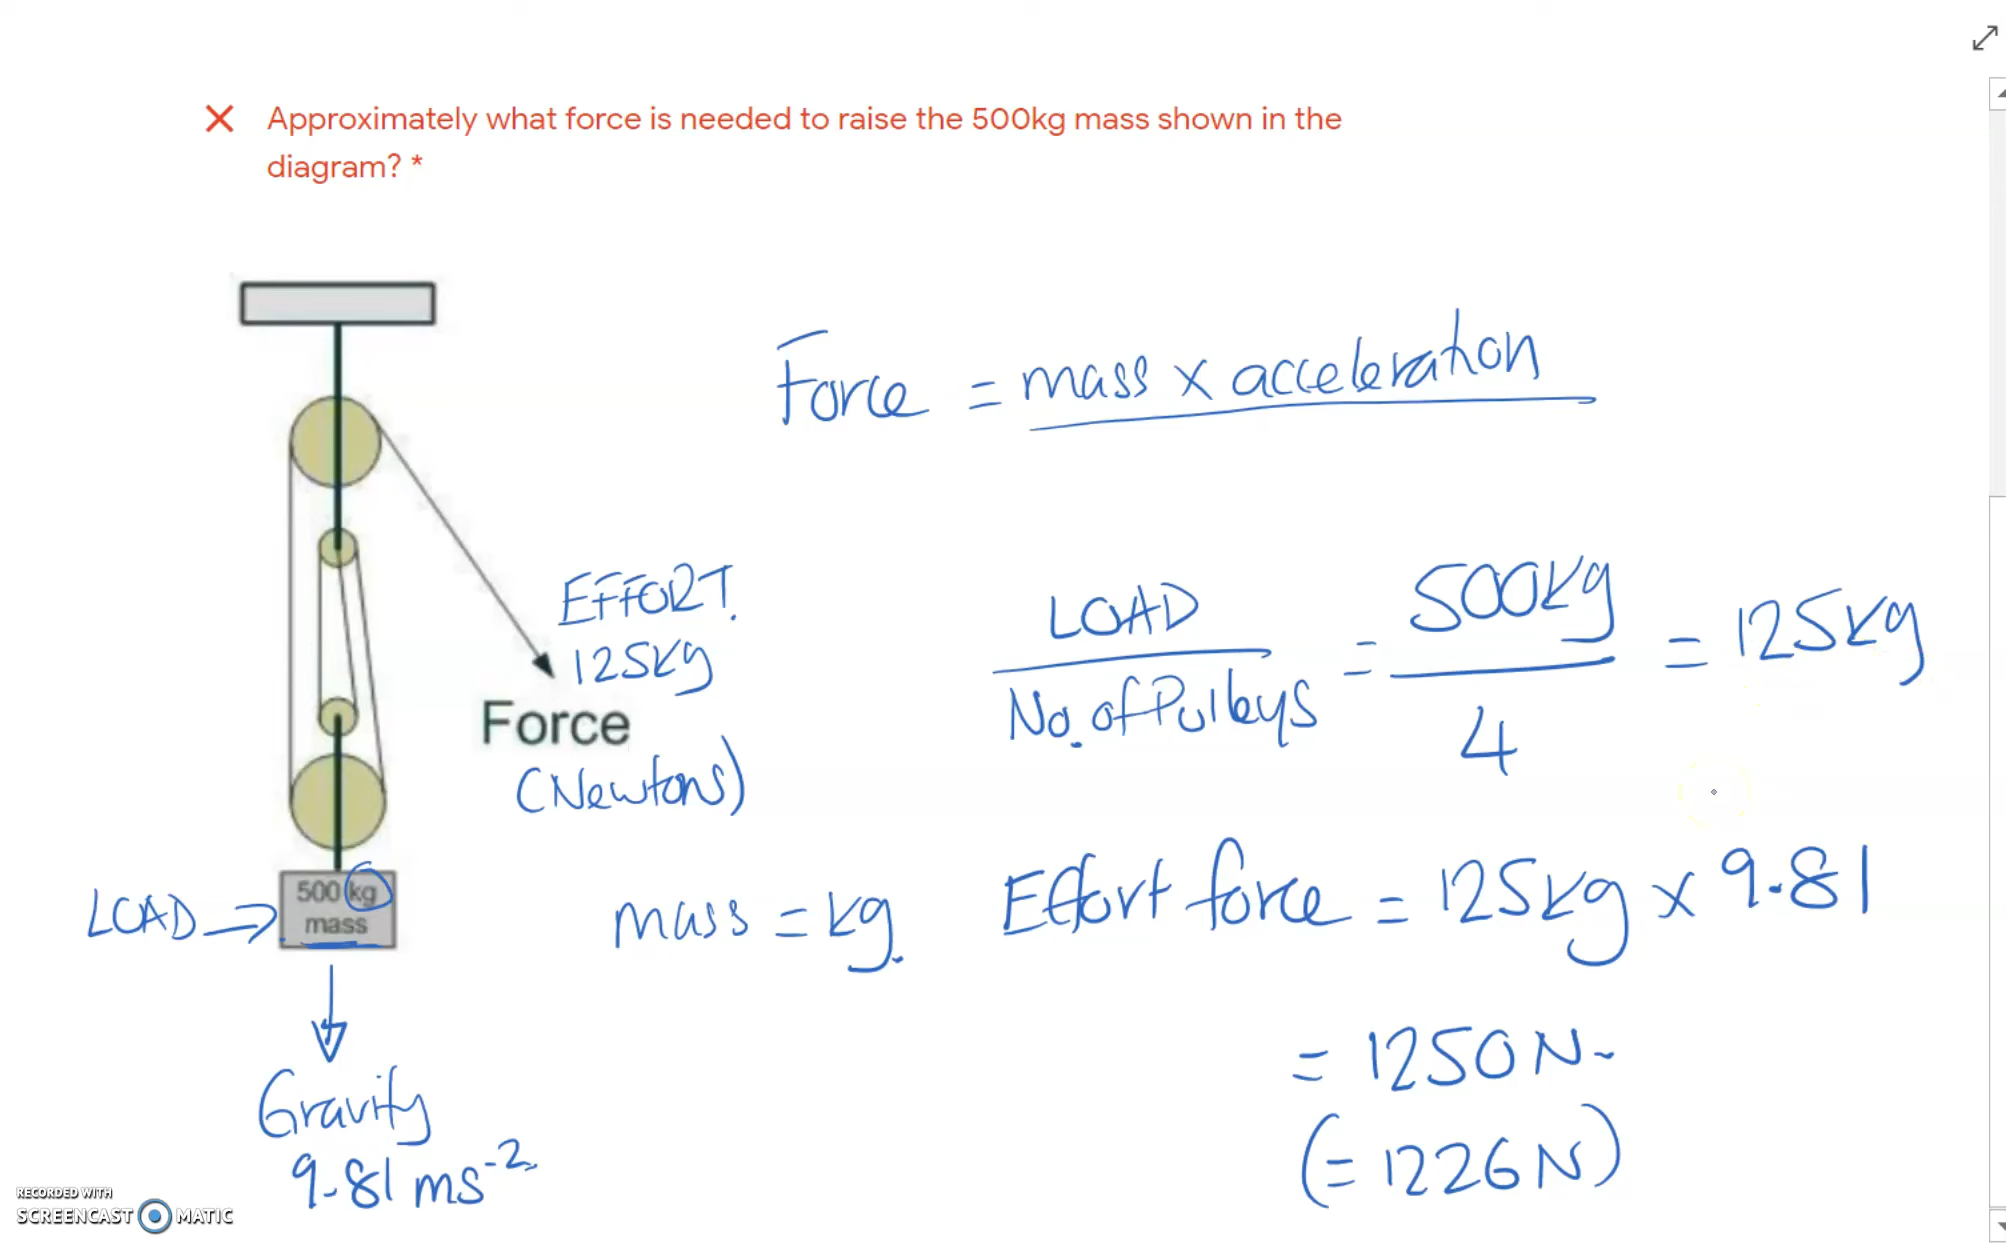 Approximately what force is needed to raise the 500kg mass shown in the
diagram? *
Force = mass x acceleration
EFFORT.
125kg
Force
(Newtons)
LOAD
No. of Pulleys
= 500kg
4
= 125kg
LOAD →
500 kg
mass
mass = kg.
Effort force = 125kg x 9.81
= 1250N
(= 1226N)
Gravity
9.81 ms⁻²
RECORDED WITH
SCREENCAST MATIC